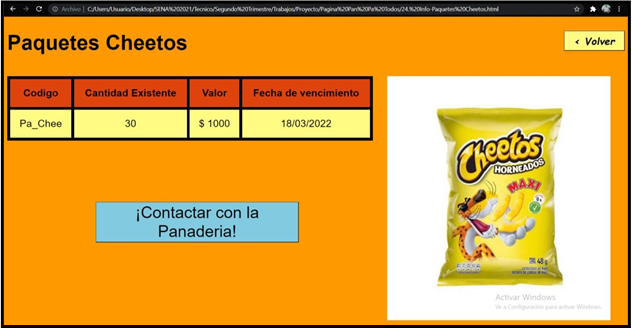 Archivo | C:/Users/Usuario/Desktop/SENA%202021/Tecnico/Segundo%20Trimestre/Trabajos/Proyecto/Pagina%20Pan%20Pa%20Todos/24.%20Info-Paquetes%20Cheetos.html
Paquetes Cheetos
< Volver
Codigo Cantidad Existente Valor Fecha de vencimiento
Pa_Chee 30 $ 1000 18/03/2022
¡Contactar con la
Panaderia!
Cheetos
HORNEADOS
MAXI
48 g
Activar Windows
Ve a Configuración para activar Windows.